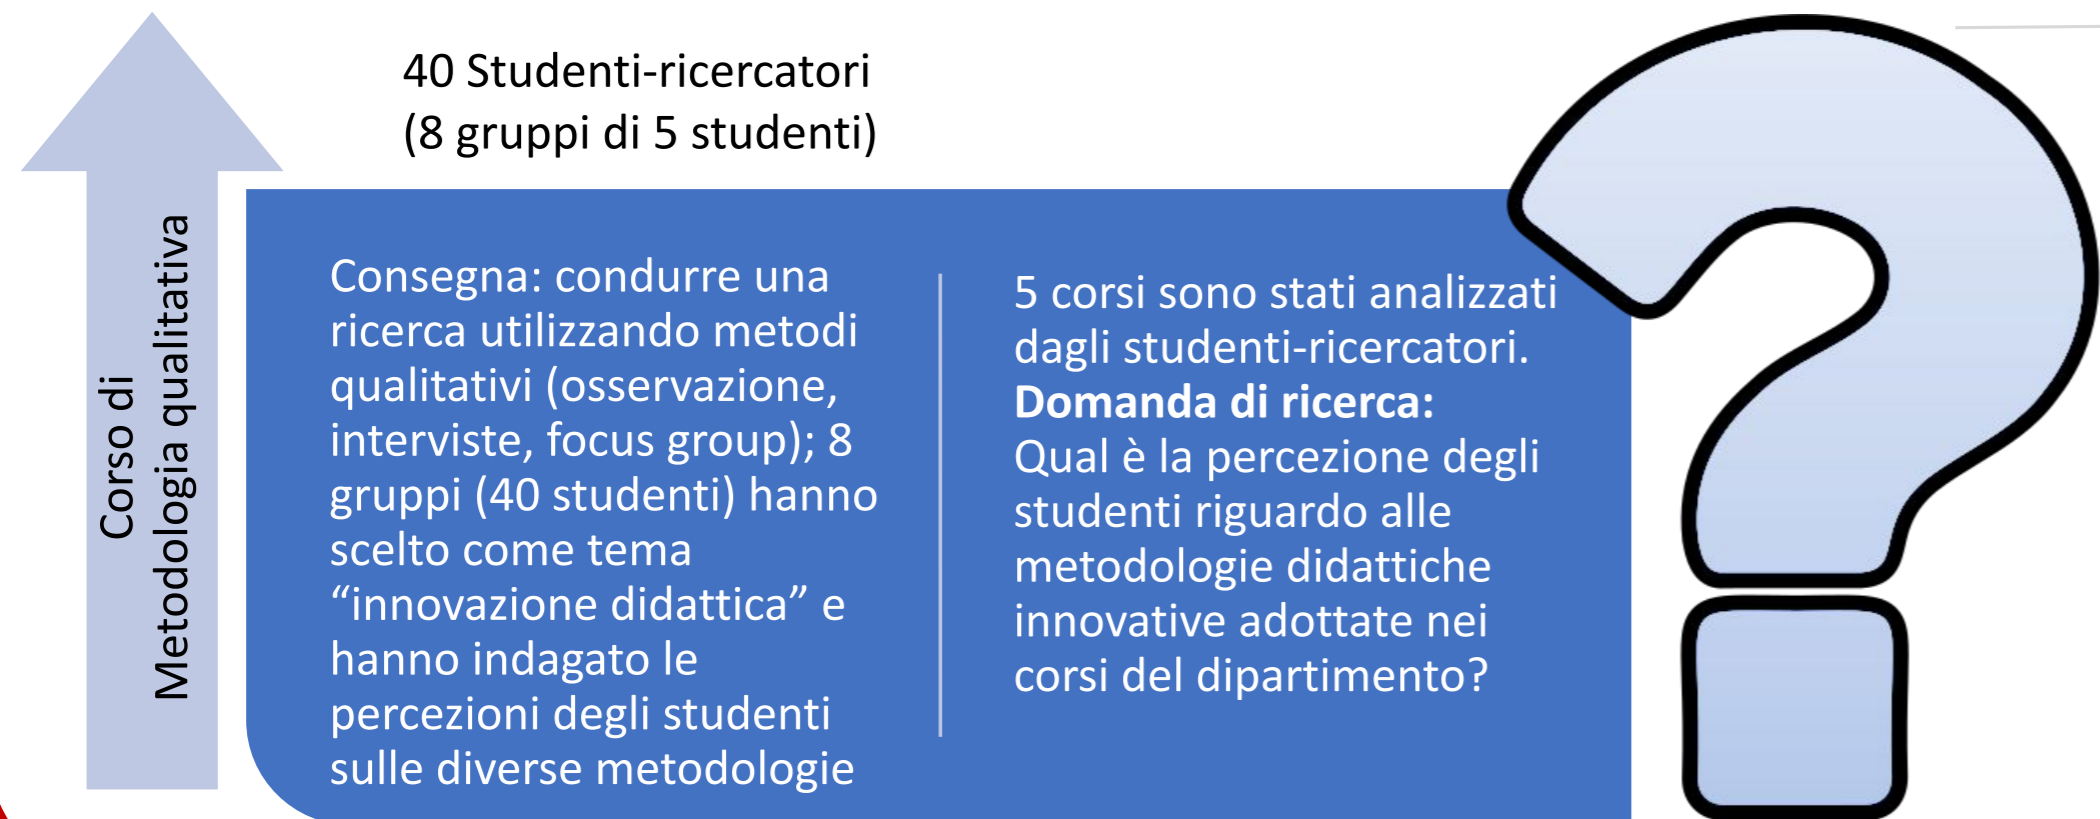 40 Studenti-ricercatori
(8 gruppi di 5 studenti)
Corso di
Metodologia qualitativa
Consegna: condurre una
ricerca utilizzando metodi
qualitativi (osservazione,
interviste, focus group); 8
gruppi (40 studenti) hanno
scelto come tema
“innovazione didattica” e
hanno indagato le
percezioni degli studenti
sulle diverse metodologie
5 corsi sono stati analizzati
dagli studenti-ricercatori.
Domanda di ricerca:
Qual è la percezione degli
studenti riguardo alle
metodologie didattiche
innovative adottate nei
corsi del dipartimento?